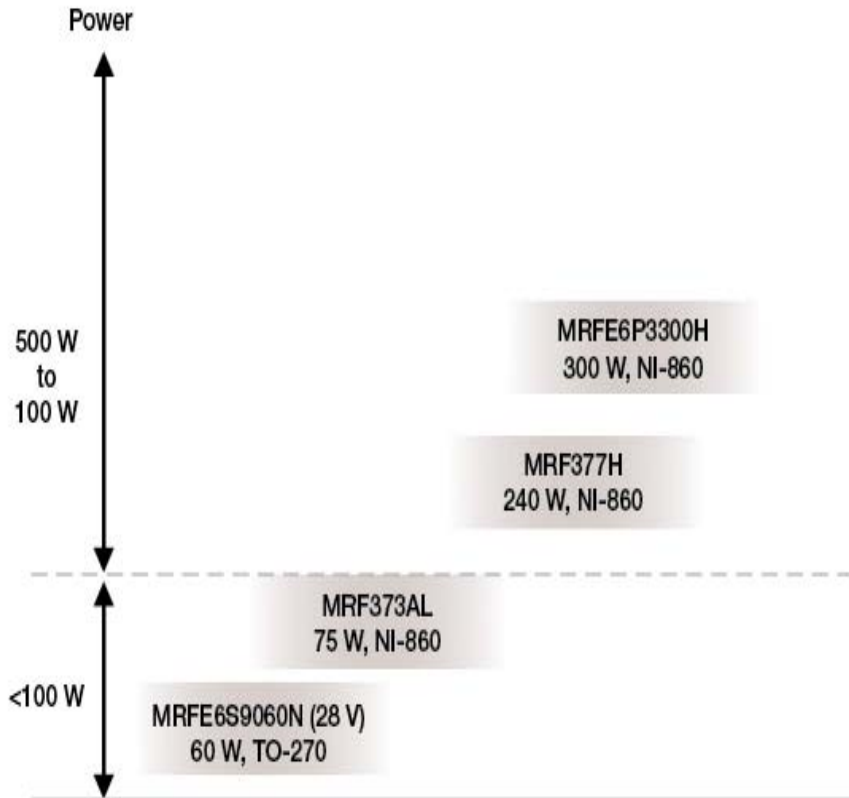 Power
500 W
to
100 W
MRFE6P3300H
300 W, NI-860
MRF377H
240 W, NI-860
<100 W
MRF373AL
75 W, NI-860
MRFE6S9060N (28 V)
60 W, TO-270